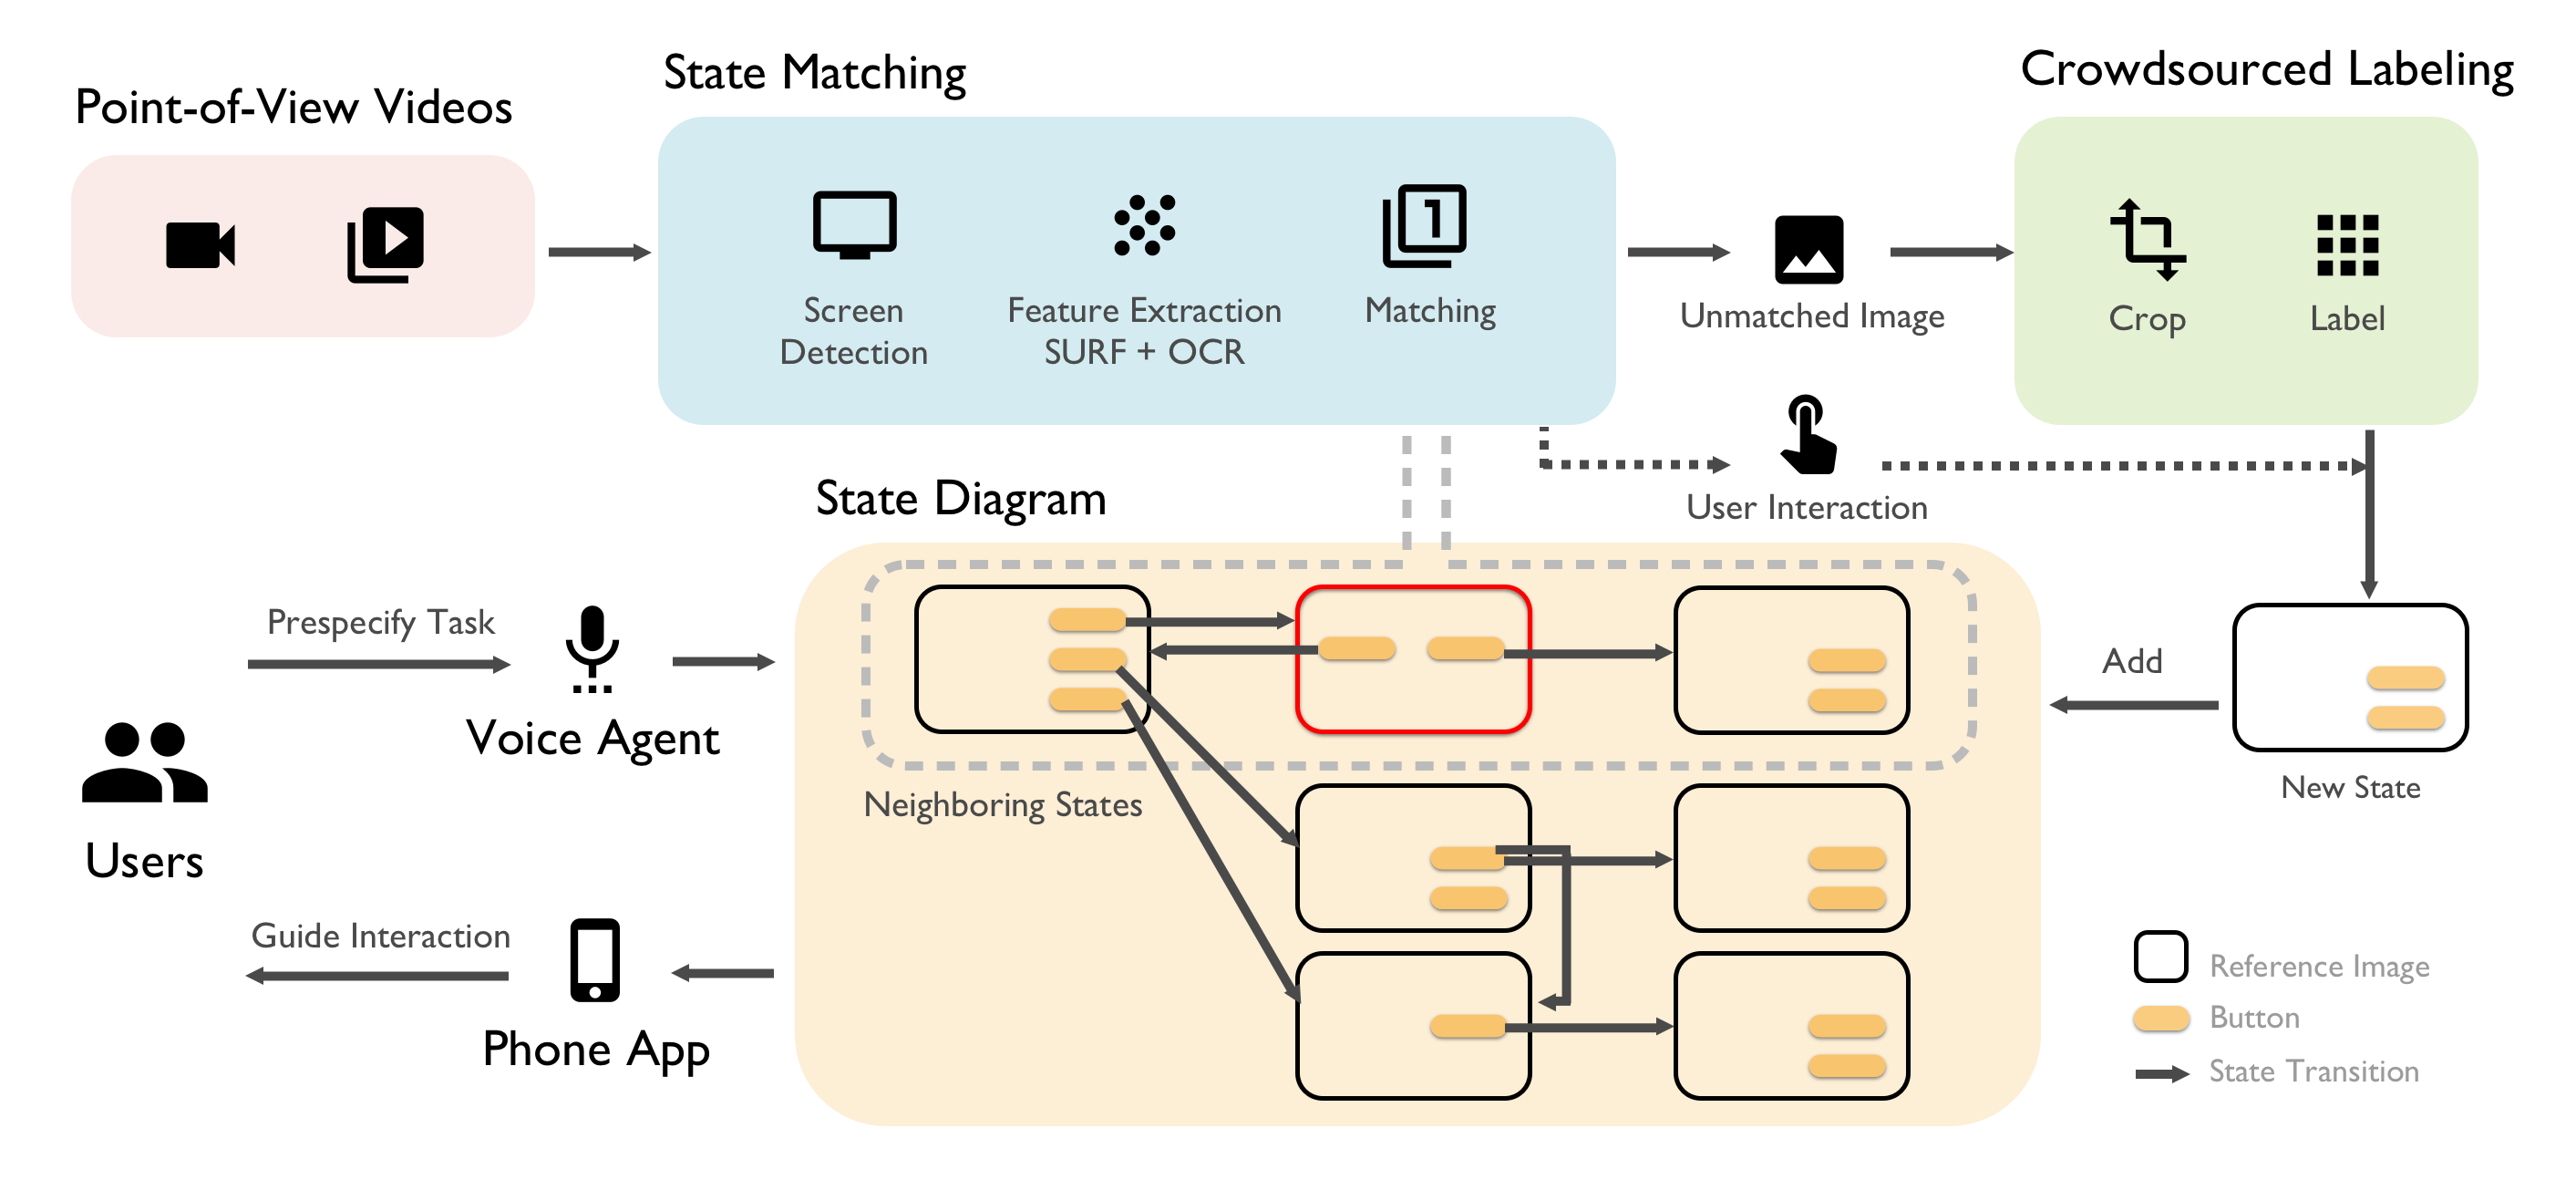 Point-of-View Videos
State Matching
Crowdsourced Labeling
1
Screen
Detection
Feature Extraction
SURF + OCR
Matching
Unmatched Image
Crop
Label
User Interaction
State Diagram
Prespecify Task
Voice Agent
Users
Guide Interaction
Phone App
Neighboring States
Add
New State
Reference Image
Button
State Transition